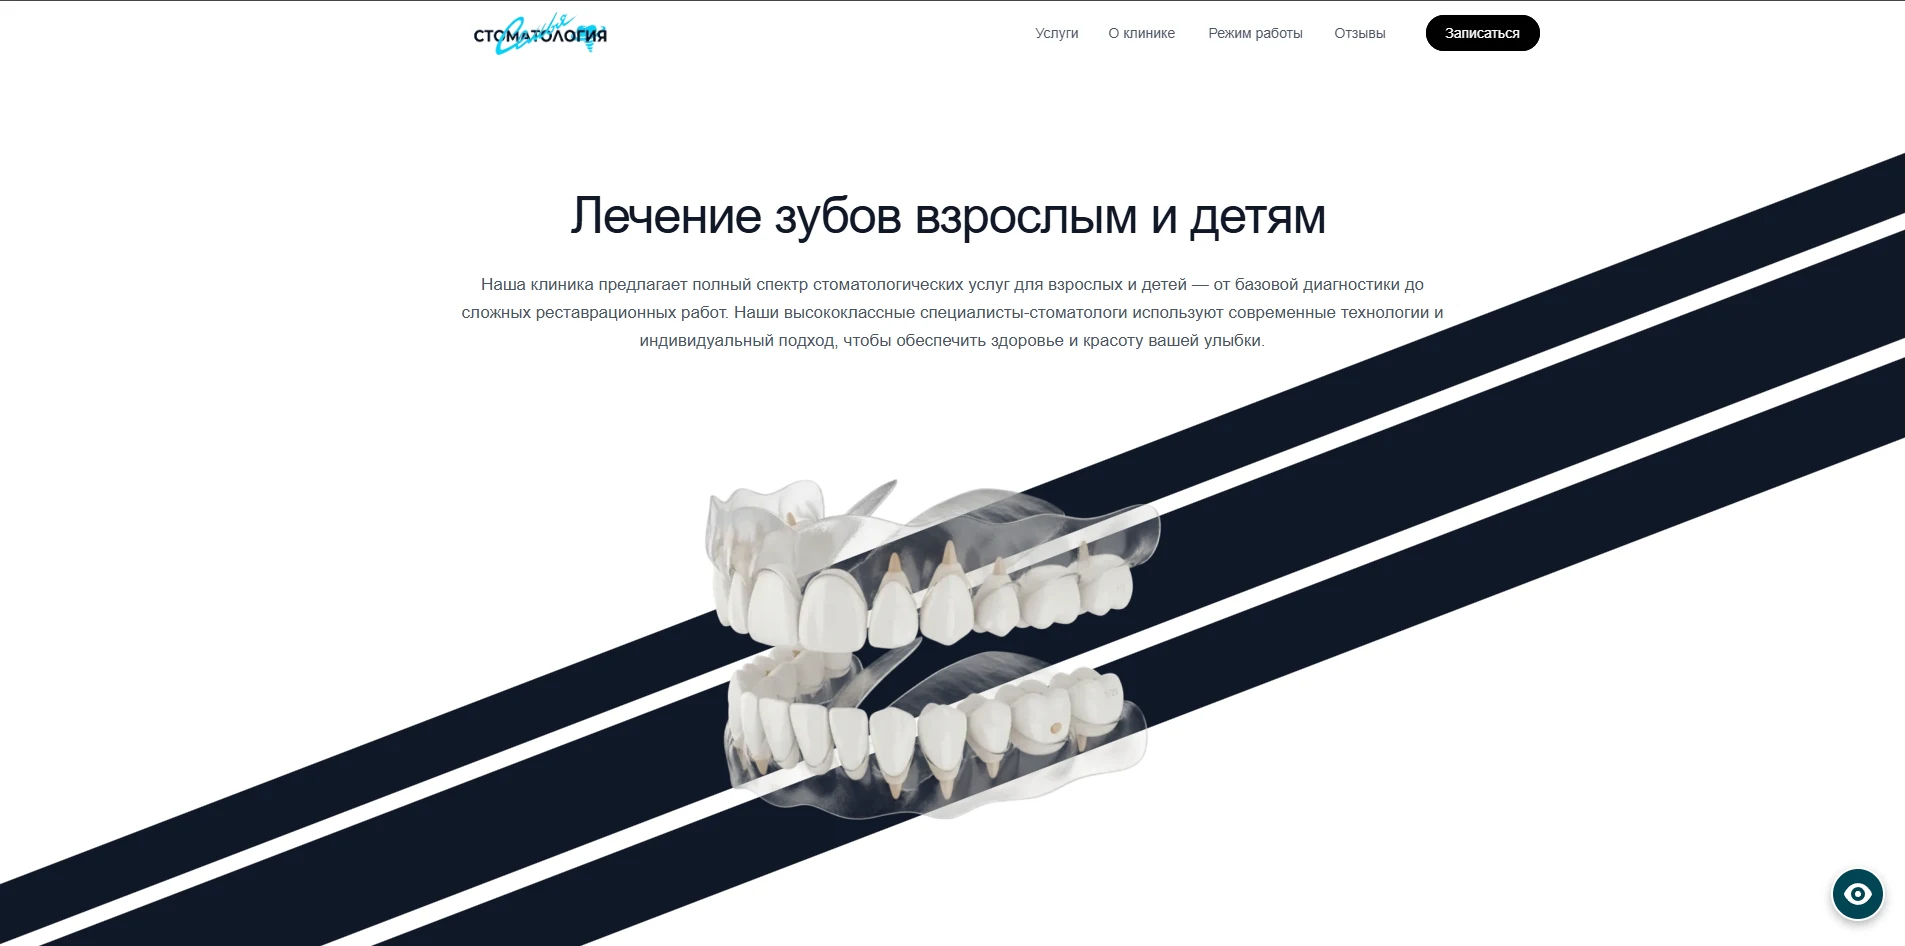 СТОМАТОЛОГИЯ
Семья
Услуги
О клинике
Режим работы
Отзывы
Записаться
Лечение зубов взрослым и детям
Наша клиника предлагает полный спектр стоматологических услуг для взрослых и детей — от базовой диагностики до
сложных реставрационных работ. Наши высококлассные специалисты-стоматологи используют современные технологии и
индивидуальный подход, чтобы обеспечить здоровье и красоту вашей улыбки.